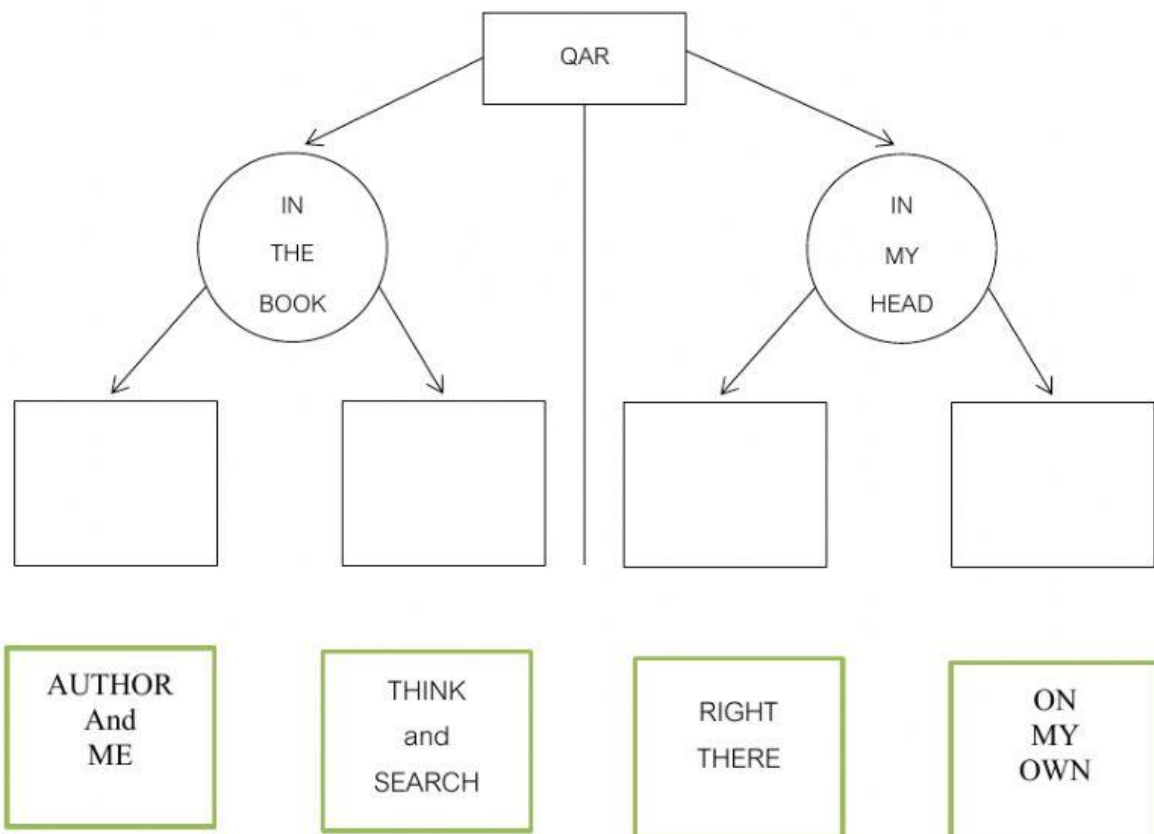 QAR
IN
THE
BOOK
IN
MY
HEAD
AUTHOR
And
ME
THINK
and
SEARCH
RIGHT
THERE
ON
MY
OWN